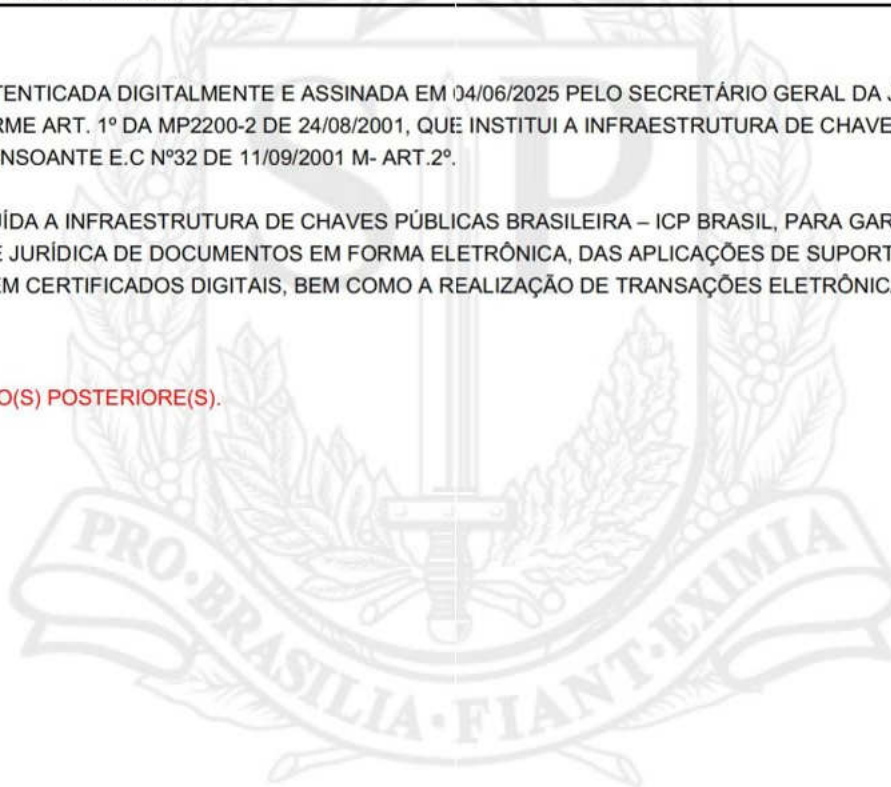 TENTICADA DIGITALMENTE E ASSINADA EM 04/06/2025 PELO SECRETÁRIO GERAL DA J
RME ART. 1º DA MP2200-2 DE 24/08/2001, QUE INSTITUI A INFRAESTRUTURA DE CHAVE
NSOANTE E.C Nº32 DE 11/09/2001 M- ART.2º.
ÍDA A INFRAESTRUTURA DE CHAVES PÚBLICAS BRASILEIRA – ICP BRASIL, PARA GAR
E JURÍDICA DE DOCUMENTOS EM FORMA ELETRÔNICA, DAS APLICAÇÕES DE SUPORT
EM CERTIFICADOS DIGITAIS, BEM COMO A REALIZAÇÃO DE TRANSAÇÕES ELETRÔNICA
O(S) POSTERIORE(S).
SP
PRO·BRASILIA·FIANT·EXIMIA